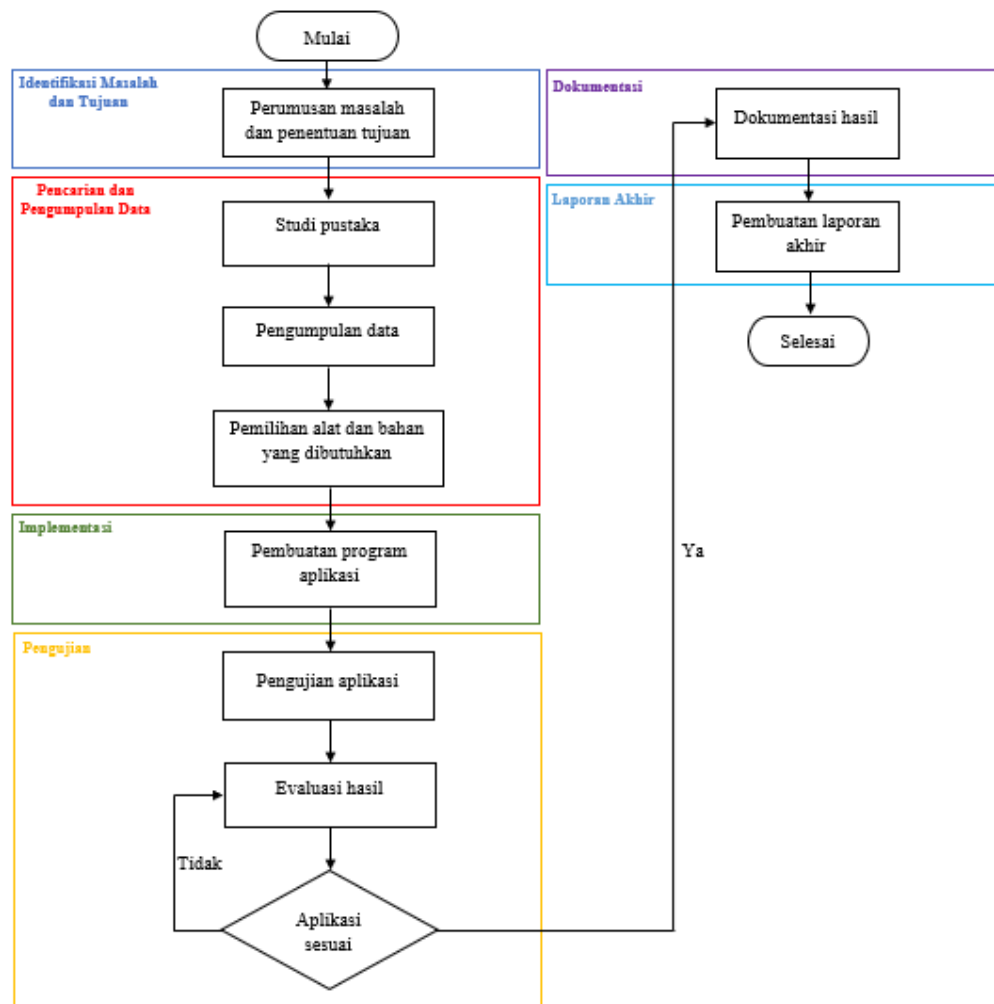 Mulai
Identifikasi Masalah
dan Tujuan
Perumusan masalah
dan penentuan tujuan
Pencarian dan
Pengumpulan Data
Studi pustaka
Pengumpulan data
Pemilihan alat dan bahan
yang dibutuhkan
Implementasi
Pembuatan program
aplikasi
Pengujian
Pengujian aplikasi
Evaluasi hasil
Tidak
Aplikasi
sesuai
Ya
Dokumentasi
Dokumentasi hasil
Laporan Akhir
Pembuatan laporan
akhir
Selesai